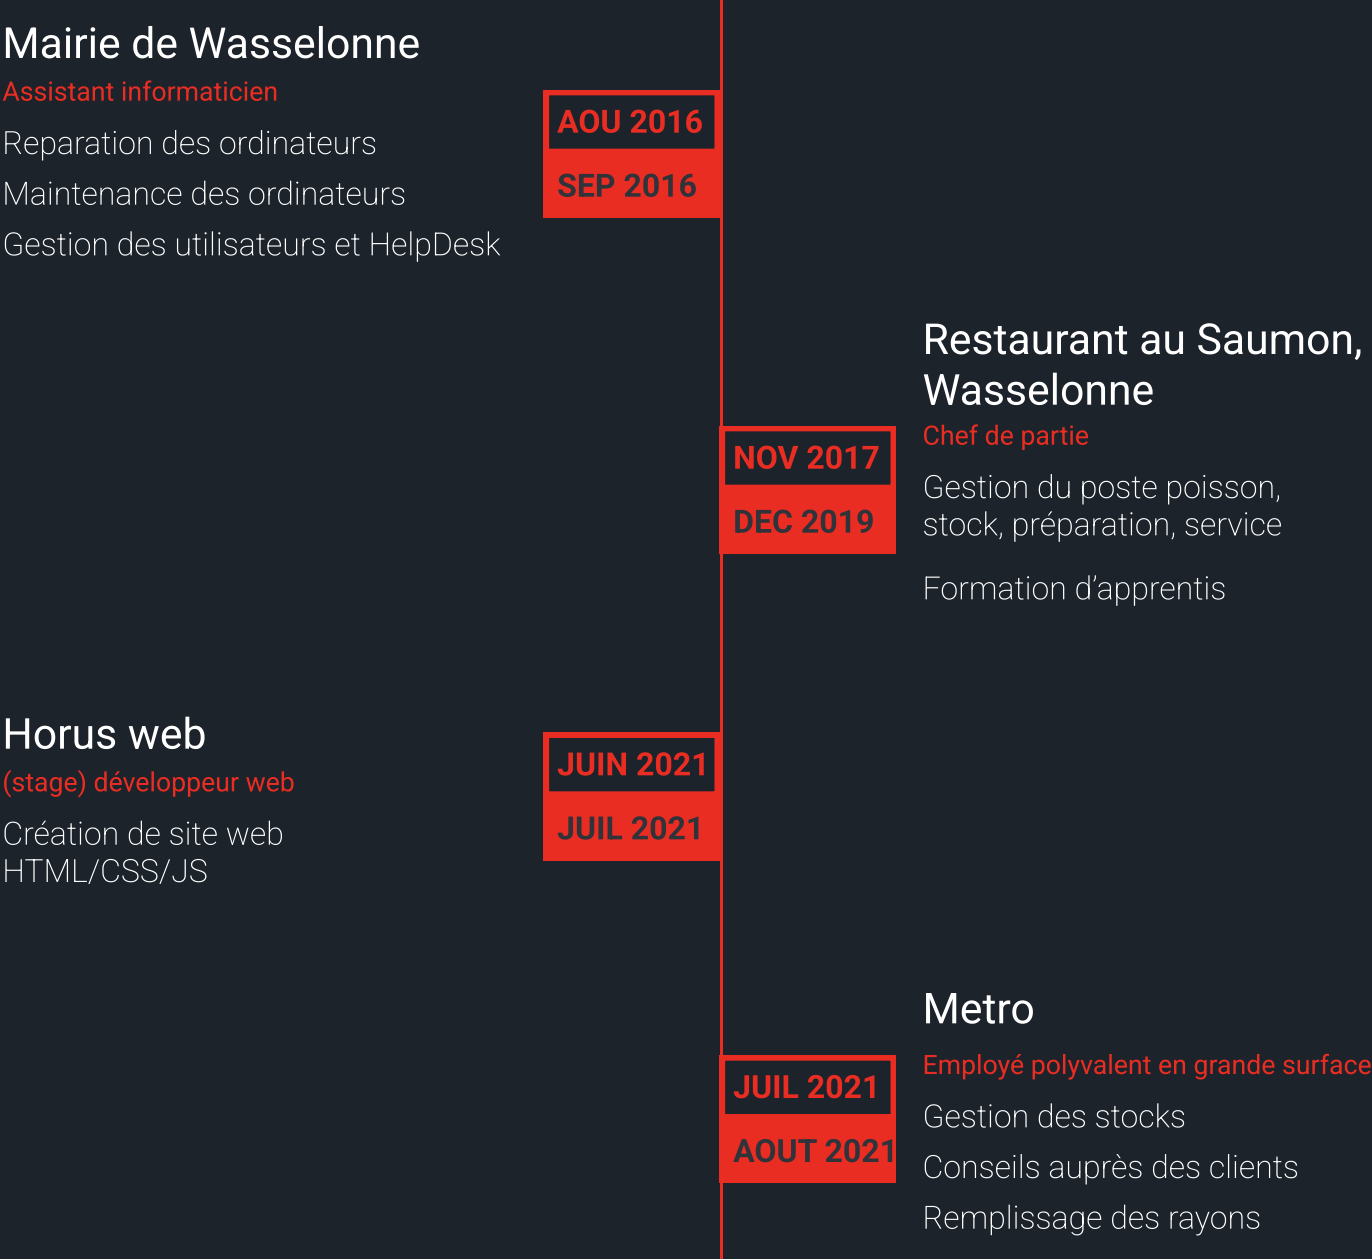 Mairie de Wasselonne
Assistant informaticien
Reparation des ordinateurs
Maintenance des ordinateurs
Gestion des utilisateurs et HelpDesk
AOU 2016
SEP 2016
Restaurant au Saumon,
Wasselonne
Chef de partie
Gestion du poste poisson,
stock, préparation, service
Formation d’apprentis
NOV 2017
DEC 2019
Horus web
(stage) développeur web
Création de site web
HTML/CSS/JS
JUIN 2021
JUIL 2021
Metro
Employé polyvalent en grande surface
Gestion des stocks
Conseils auprès des clients
Remplissage des rayons
JUIL 2021
AOUT 2021